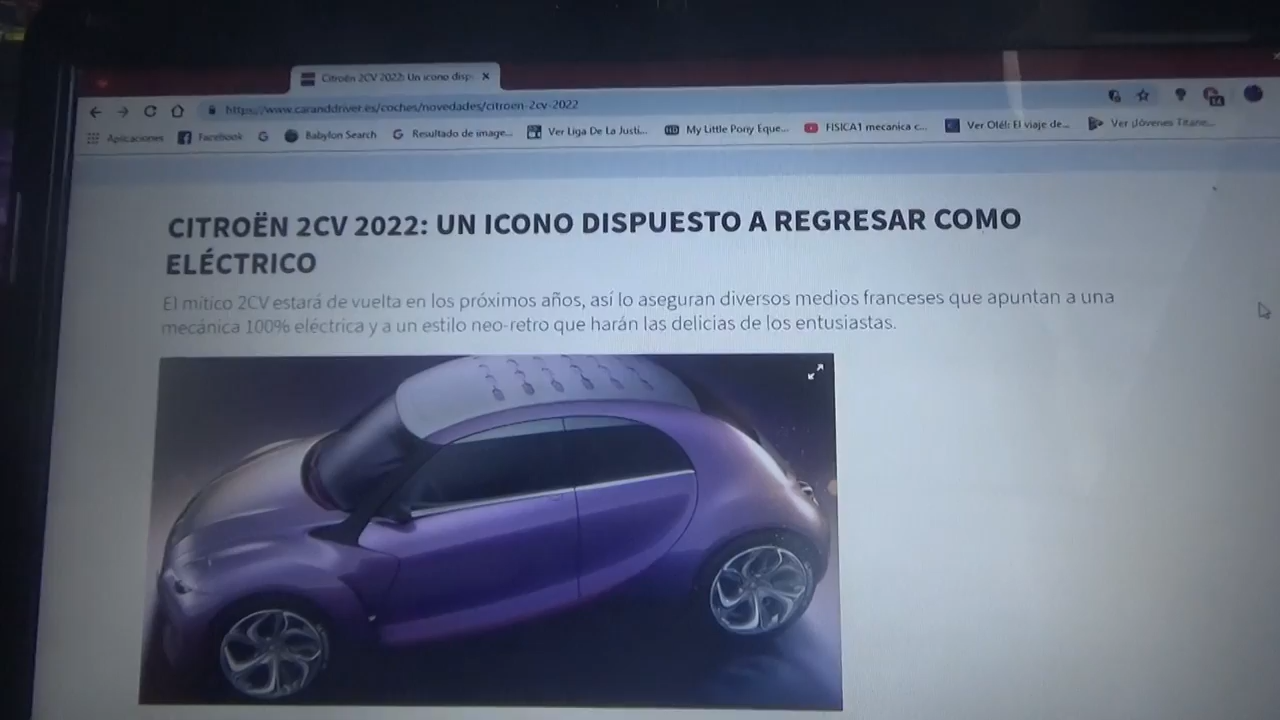 Citroën 2CV 2022: Un icono disp
https://www.caranddriver.es/coches/novedades/citroen-2cv-2022
Aplicaciones Facebook Babylon Search Resultado de image... Ver Liga De La Justi... My Little Pony Eque... FISICA1 mecanica c... Ver Olé!: El viaje de... Ver ¡Jóvenes Titane...
CITROËN 2CV 2022: UN ICONO DISPUESTO A REGRESAR COMO
ELÉCTRICO
El mítico 2CV estará de vuelta en los próximos años, así lo aseguran diversos medios franceses que apuntan a una
mecánica 100% eléctrica y a un estilo neo-retro que harán las delicias de los entusiastas.